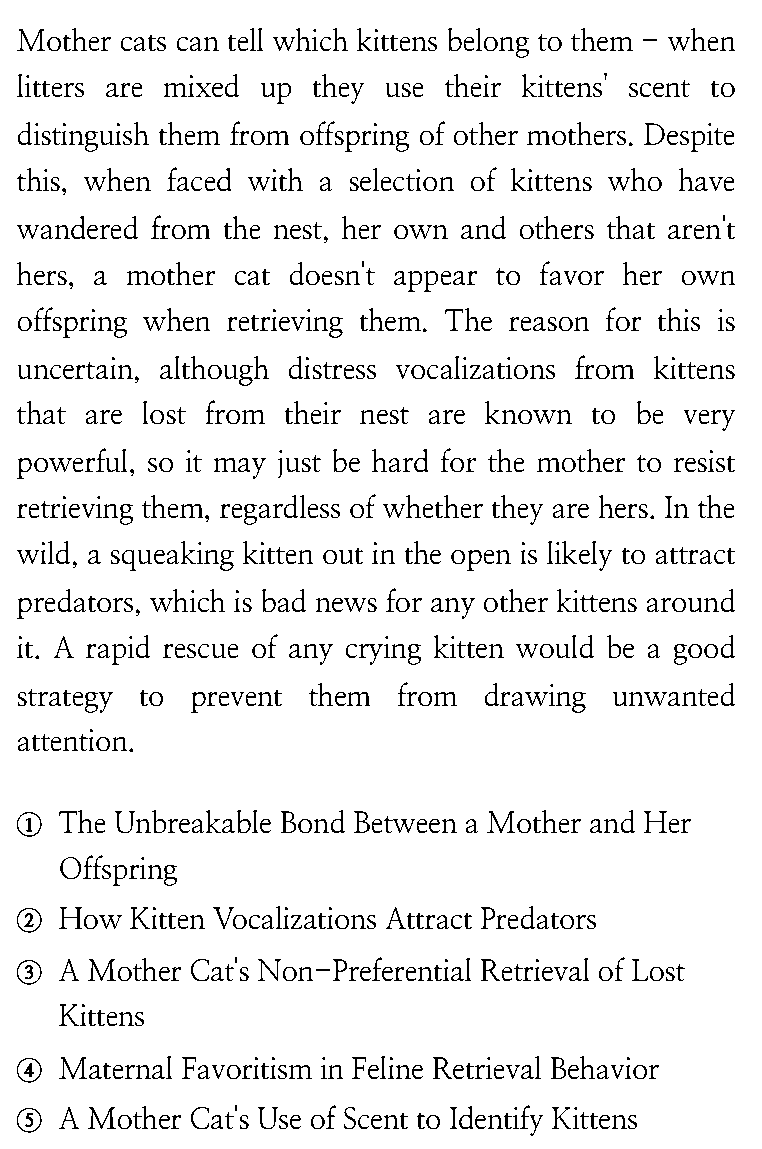 Mother cats can tell which kittens belong to them – when
litters are mixed up they use their kittens' scent to
distinguish them from offspring of other mothers. Despite
this, when faced with a selection of kittens who have
wandered from the nest, her own and others that aren't
hers, a mother cat doesn't appear to favor her own
offspring when retrieving them. The reason for this is
uncertain, although distress vocalizations from kittens
that are lost from their nest are known to be very
powerful, so it may just be hard for the mother to resist
retrieving them, regardless of whether they are hers. In the
wild, a squeaking kitten out in the open is likely to attract
predators, which is bad news for any other kittens around
it. A rapid rescue of any crying kitten would be a good
strategy to prevent them from drawing unwanted
attention.
① The Unbreakable Bond Between a Mother and Her
Offspring
② How Kitten Vocalizations Attract Predators
③ A Mother Cat's Non-Preferential Retrieval of Lost
Kittens
④ Maternal Favoritism in Feline Retrieval Behavior
⑤ A Mother Cat's Use of Scent to Identify Kittens